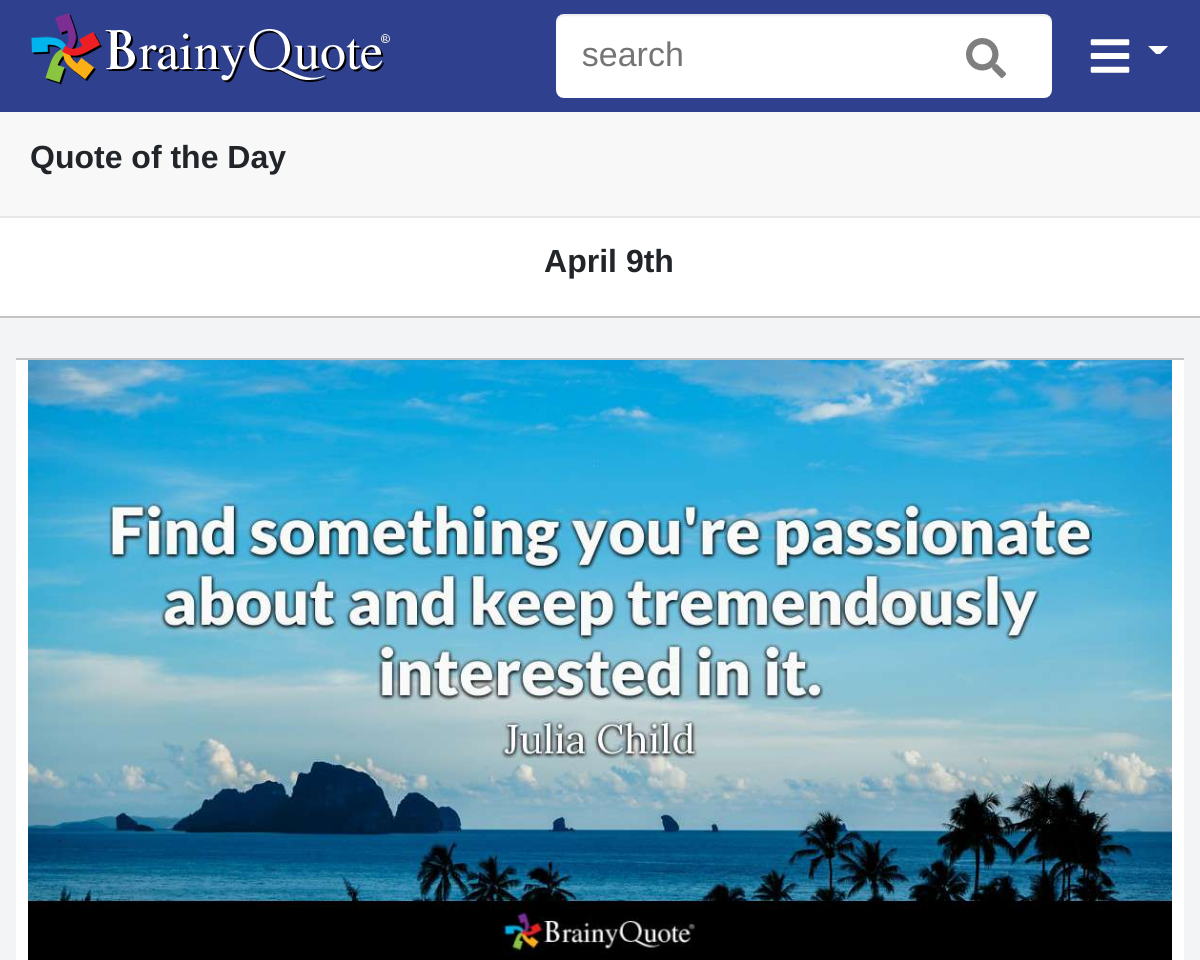 BrainyQuote®
search
Quote of the Day
April 9th
Find something you're passionate
about and keep tremendously
interested in it.
Julia Child
BrainyQuote®